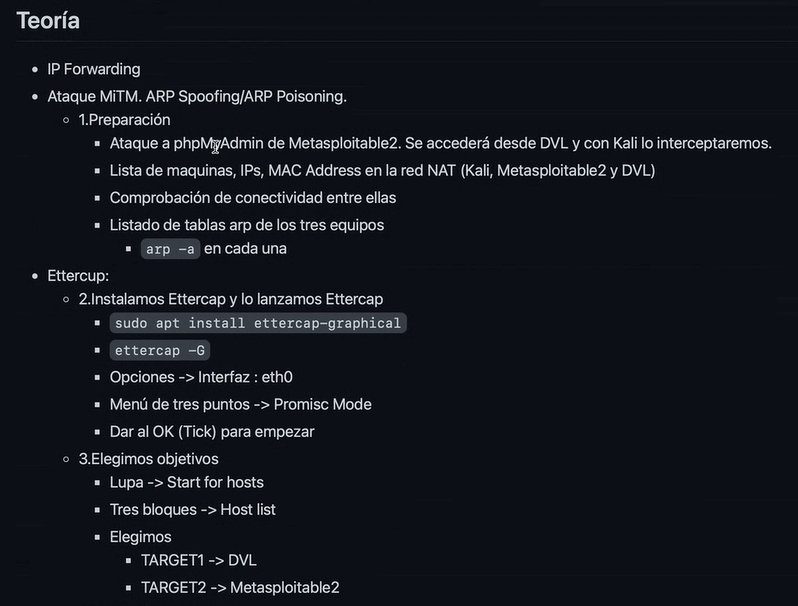 Teoría
IP Forwarding
Ataque MiTM. ARP Spoofing/ARP Poisoning.
1.Preparación
Ataque a phpMyAdmin de Metasploitable2. Se accederá desde DVL y con Kali lo interceptaremos.
Lista de maquinas, IPs, MAC Address en la red NAT (Kali, Metasploitable2 y DVL)
Comprobación de conectividad entre ellas
Listado de tablas arp de los tres equipos
arp -a en cada una
Ettercup:
2.Instalamos Ettercap y lo lanzamos Ettercap
sudo apt install ettercap-graphical
ettercap -G
Opciones -> Interfaz : eth0
Menú de tres puntos -> Promisc Mode
Dar al OK (Tick) para empezar
3.Elegimos objetivos
Lupa -> Start for hosts
Tres bloques -> Host list
Elegimos
TARGET1 -> DVL
TARGET2 -> Metasploitable2